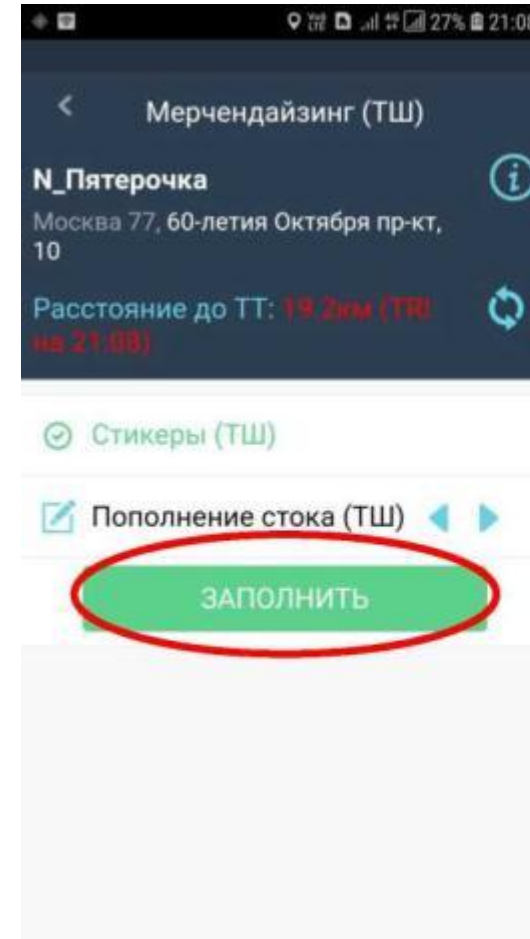 27% 21:08
Мерчендайзинг (ТШ)
N_Пятерочка
Москва 77, 60-летия Октября пр-кт,
10
Расстояние до ТТ: 19.2км (TRI
на 21:08)
Стикеры (ТШ)
Пополнение стока (ТШ)
ЗАПОЛНИТЬ